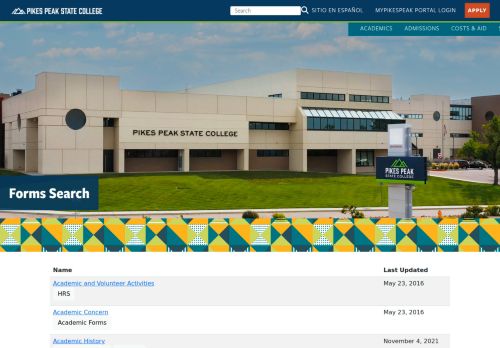 PIKES PEAK STATE COLLEGE
Search
SITIO EN ESPAÑOL
MYPIKESPEAK PORTAL LOGIN
APPLY
ACADEMICS
ADMISSIONS
COSTS & AID
PIKES PEAK STATE COLLEGE
PIKES PEAK
STATE COLLEGE
Forms Search
Name Last Updated
Academic and Volunteer Activities May 23, 2016
HRS
Academic Concern May 23, 2016
Academic Forms
Academic History November 4, 2021